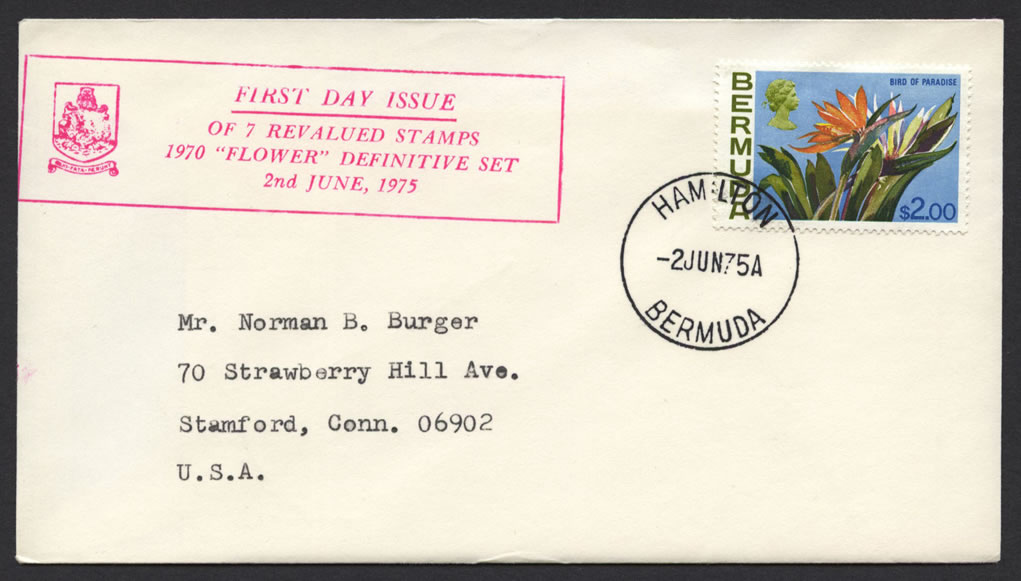 FIRST DAY ISSUE
OF 7 REVALUED STAMPS
1970 "FLOWER" DEFINITIVE SET
2nd JUNE, 1975
BERMUDA
BIRD OF PARADISE
$2.00
HAMILTON
-2JUN75A
BERMUDA
Mr. Norman B. Burger
70 Strawberry Hill Ave.
Stamford, Conn. 06902
U.S.A.